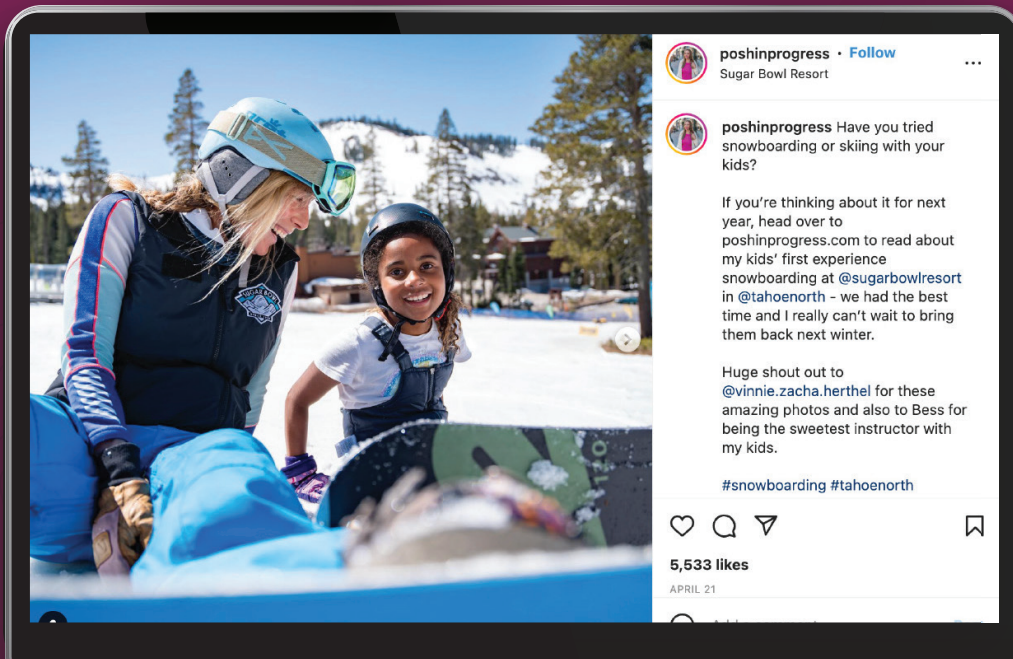 poshinprogress • Follow
Sugar Bowl Resort
poshinprogress Have you tried
snowboarding or skiing with your
kids?
If you’re thinking about it for next
year, head over to
poshinprogress.com to read about
my kids’ first experience
snowboarding at @sugarbowlresort
in @tahoenorth - we had the best
time and I really can’t wait to bring
them back next winter.
Huge shout out to
@vinnie.zacha.herthel for these
amazing photos and also to Bess for
being the sweetest instructor with
my kids.
#snowboarding #tahoenorth
5,533 likes
APRIL 21
SUGAR BOWL